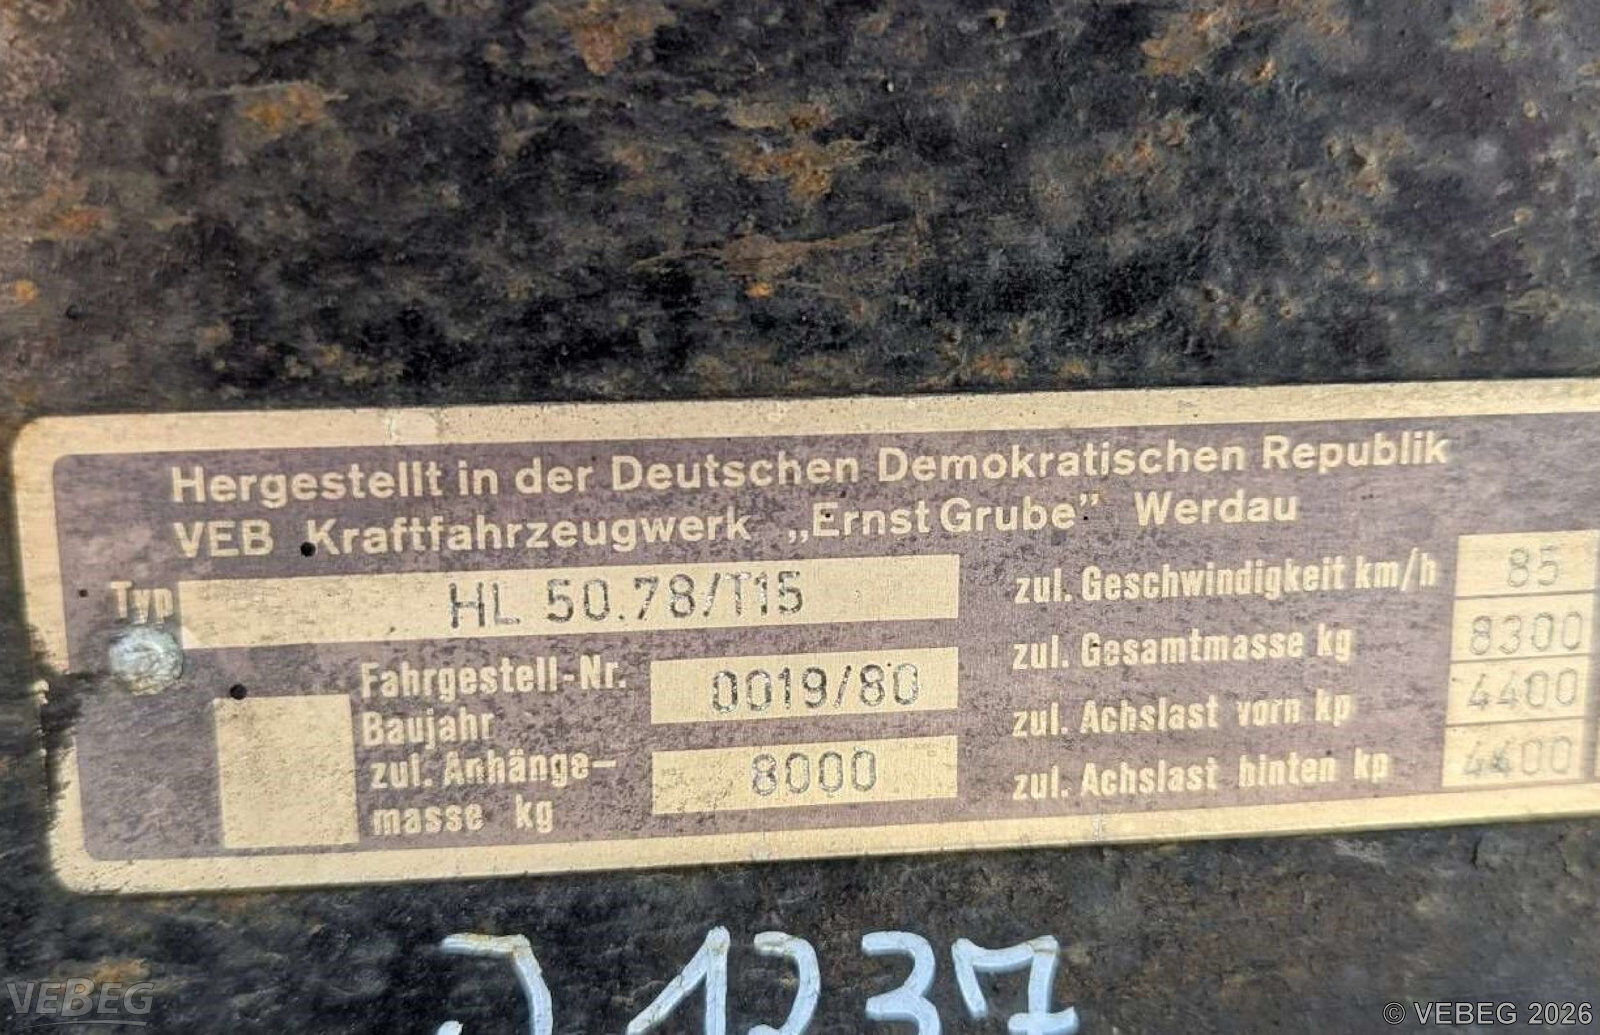 Hergestellt in der Deutschen Demokratischen Republik
VEB Kraftfahrzeugwerk „Ernst Grube” Werdau
Typ HL 50.78/T15
Fahrgestell-Nr. 0019/80
Baujahr
zul. Anhänge-
masse kg 8000
zul. Geschwindigkeit km/h 85
zul. Gesamtmasse kg 8300
zul. Achslast vorn kp 4400
zul. Achslast hinten kp 4400
1237
VEBEG
© VEBEG 2026